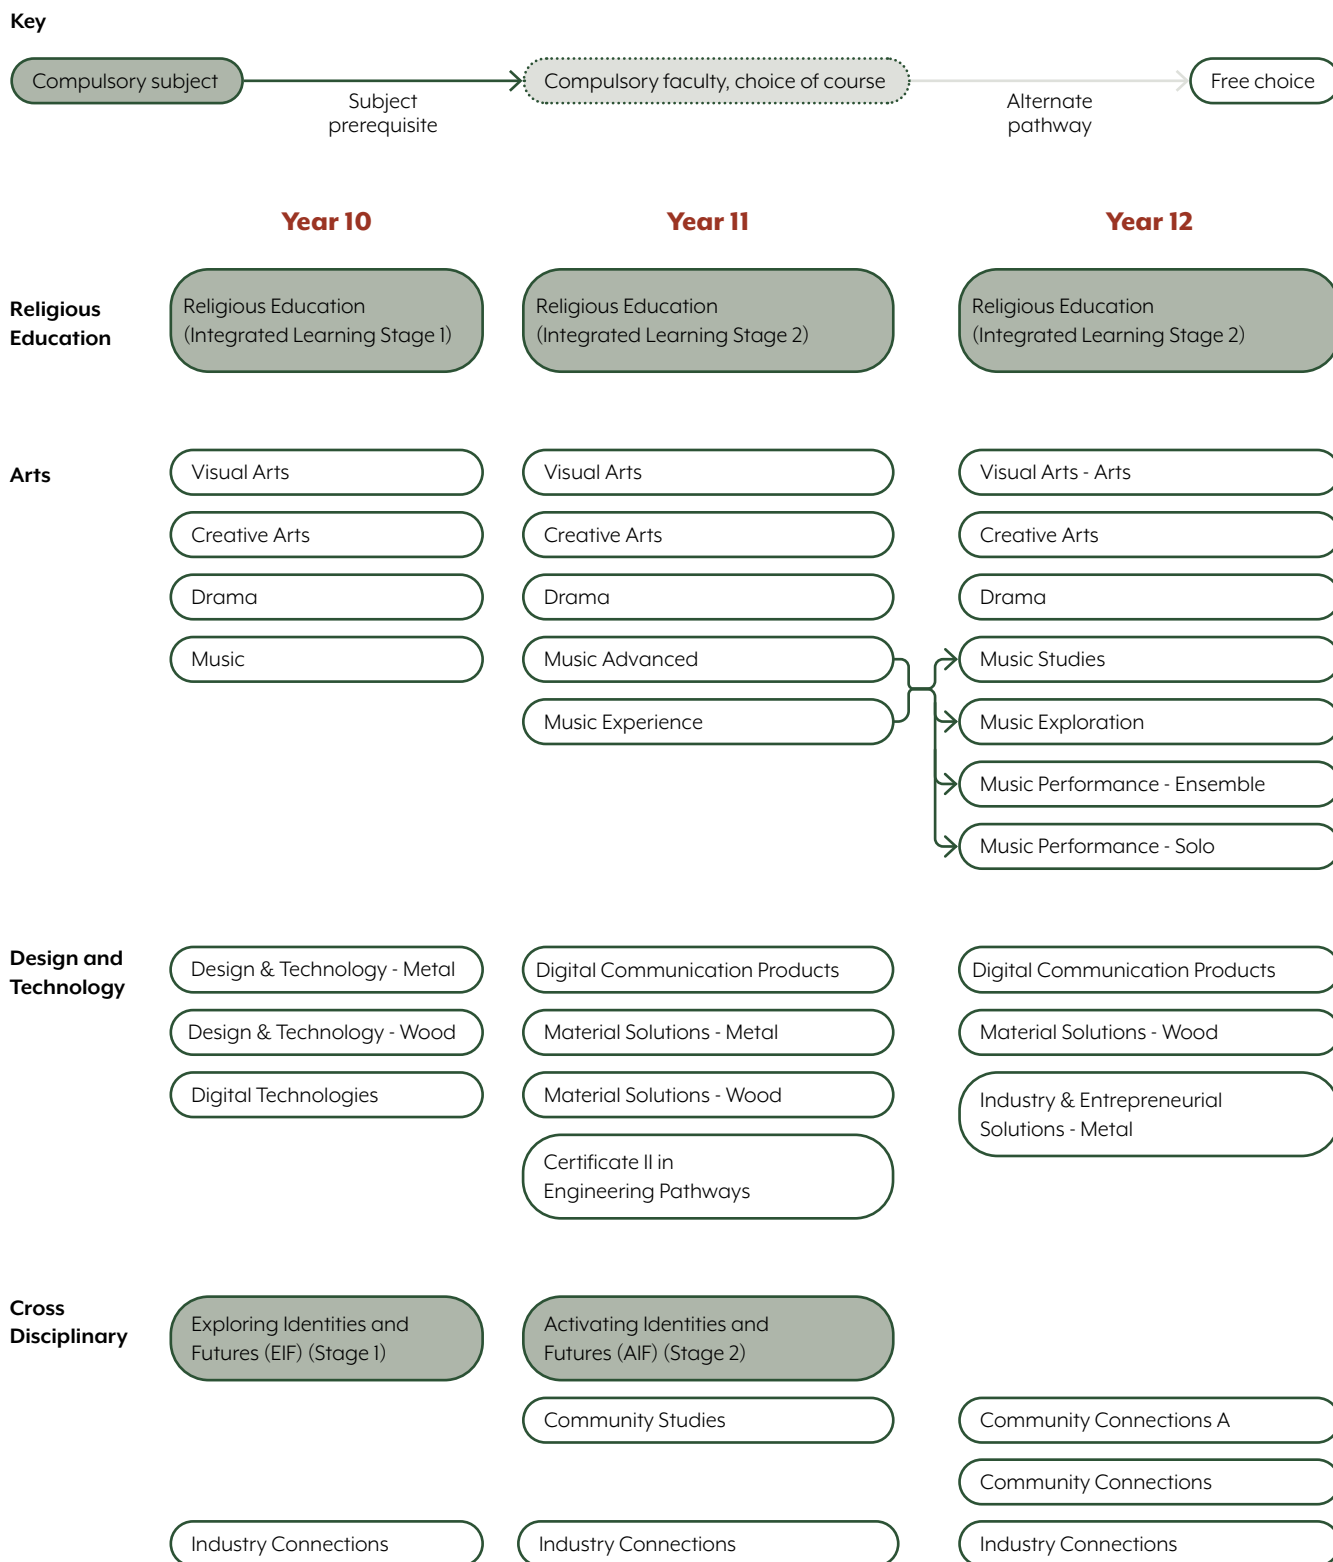 Key
Compulsory subject
Subject
prerequisite
Compulsory faculty, choice of course
Alternate
pathway
Free choice
Year 10
Year 11
Year 12
Religious
Education
Religious Education
(Integrated Learning Stage 1)
Religious Education
(Integrated Learning Stage 2)
Religious Education
(Integrated Learning Stage 2)
Arts
Visual Arts
Visual Arts
Visual Arts - Arts
Creative Arts
Creative Arts
Creative Arts
Drama
Drama
Drama
Music
Music Advanced
Music Studies
Music Experience
Music Exploration
Music Performance - Ensemble
Music Performance - Solo
Design and
Technology
Design & Technology - Metal
Digital Communication Products
Digital Communication Products
Design & Technology - Wood
Material Solutions - Metal
Material Solutions - Wood
Digital Technologies
Material Solutions - Wood
Industry & Entrepreneurial
Solutions - Metal
Certificate II in
Engineering Pathways
Cross
Disciplinary
Exploring Identities and
Futures (EIF) (Stage 1)
Activating Identities and
Futures (AIF) (Stage 2)
Community Studies
Community Connections A
Community Connections
Industry Connections
Industry Connections
Industry Connections